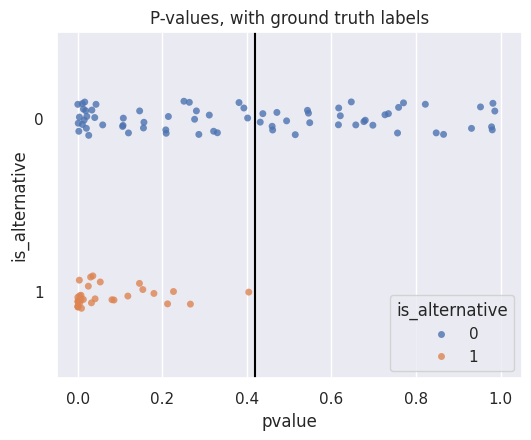 P-values, with ground truth labels
is_alternative
0
1
is_alternative
0
1
0.0 0.2 0.4 0.6 0.8 1.0
pvalue